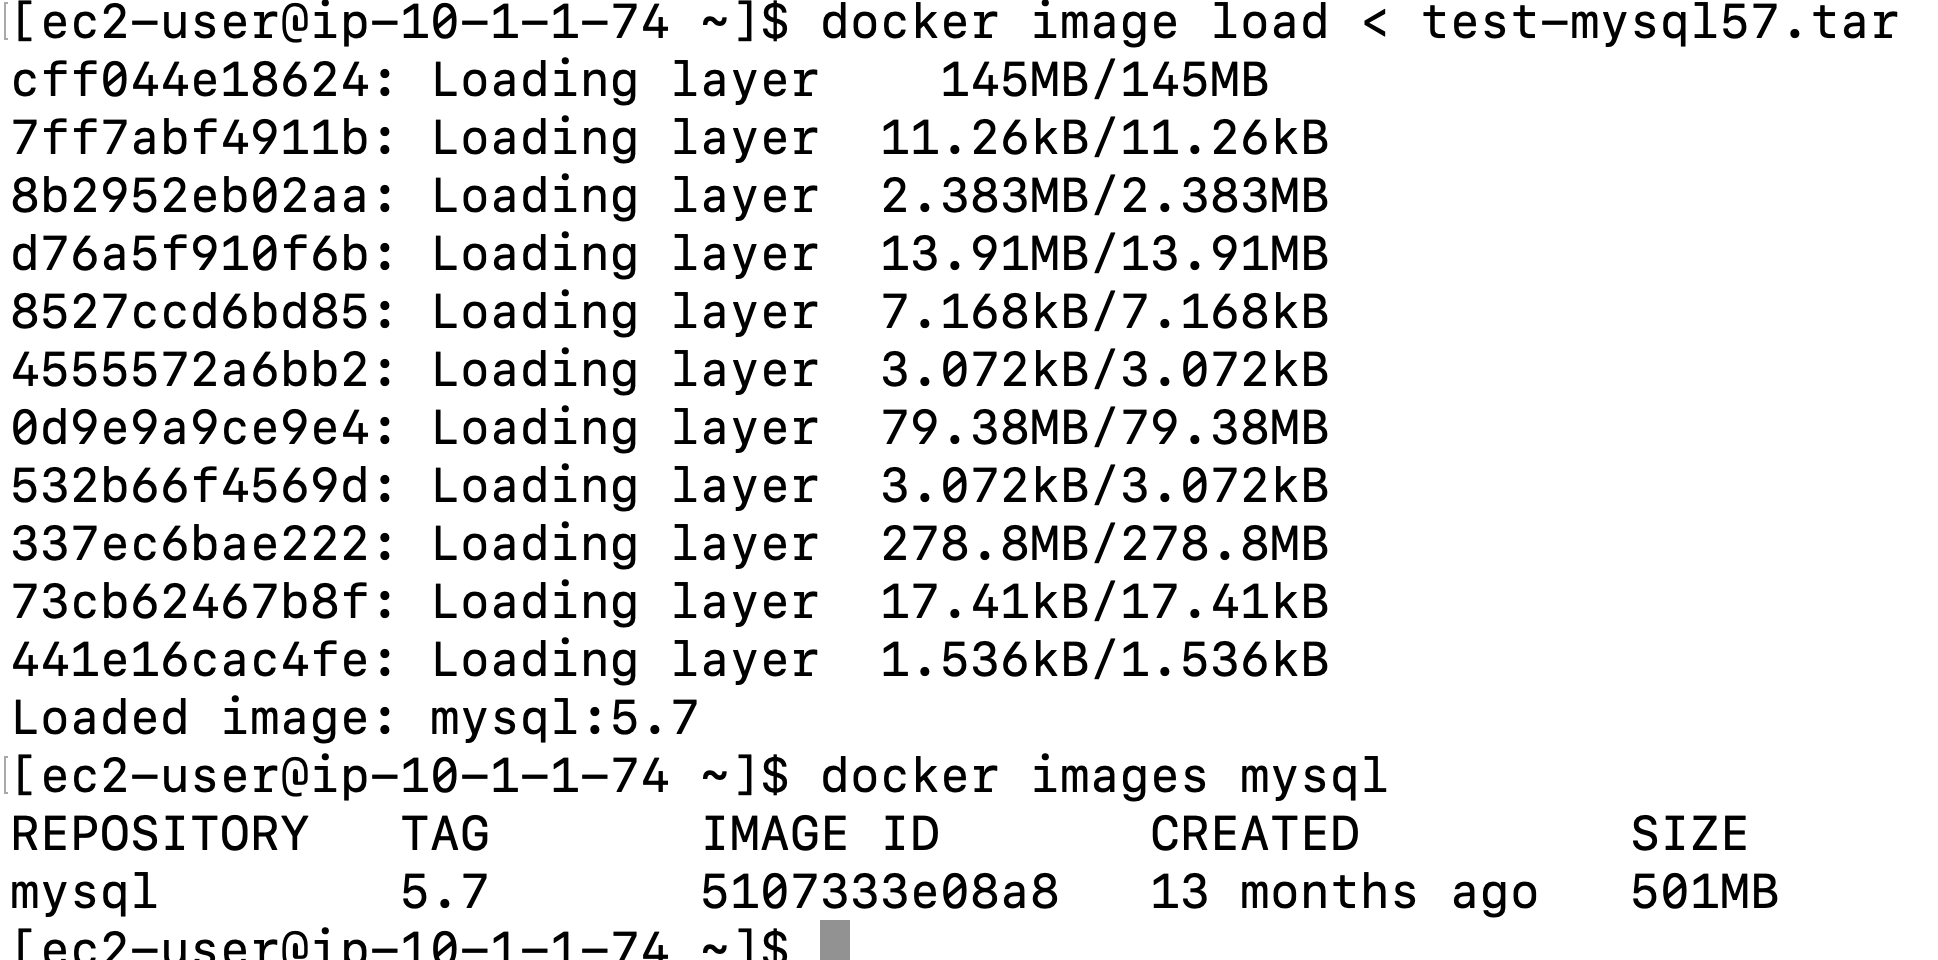 [ec2-user@ip-10-1-1-74 ~]$ docker image load < test-mysql57.tar
cff044e18624: Loading layer    145MB/145MB
7ff7abf4911b: Loading layer  11.26kB/11.26kB
8b2952eb02aa: Loading layer  2.383MB/2.383MB
d76a5f910f6b: Loading layer  13.91MB/13.91MB
8527ccd6bd85: Loading layer  7.168kB/7.168kB
4555572a6bb2: Loading layer  3.072kB/3.072kB
0d9e9a9ce9e4: Loading layer  79.38MB/79.38MB
532b66f4569d: Loading layer  3.072kB/3.072kB
337ec6bae222: Loading layer  278.8MB/278.8MB
73cb62467b8f: Loading layer  17.41kB/17.41kB
441e16cac4fe: Loading layer  1.536kB/1.536kB
Loaded image: mysql:5.7
[ec2-user@ip-10-1-1-74 ~]$ docker images mysql
REPOSITORY   TAG       IMAGE ID       CREATED         SIZE
mysql        5.7       5107333e08a8   13 months ago   501MB
[ec2-user@ip-10-1-1-74 ~]$